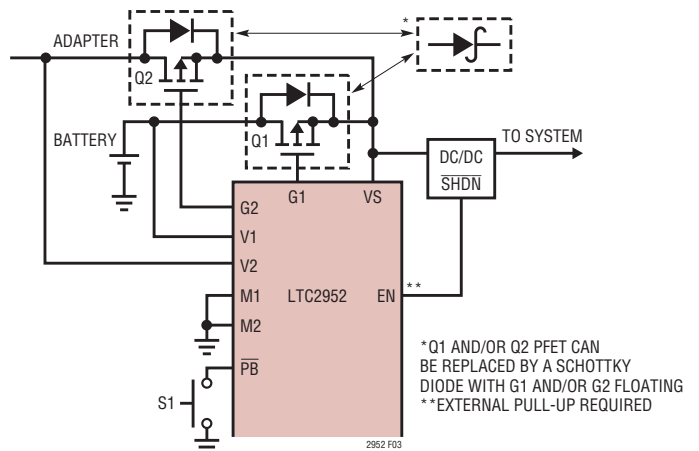 *
ADAPTER
Q2
BATTERY
Q1
TO SYSTEM
DC/DC
SHDN
G1
VS
G2
V1
V2
M1
LTC2952
EN
**
M2
PB
S1
*Q1 AND/OR Q2 PFET CAN
BE REPLACED BY A SCHOTTKY
DIODE WITH G1 AND/OR G2 FLOATING
**EXTERNAL PULL-UP REQUIRED
2952 F03